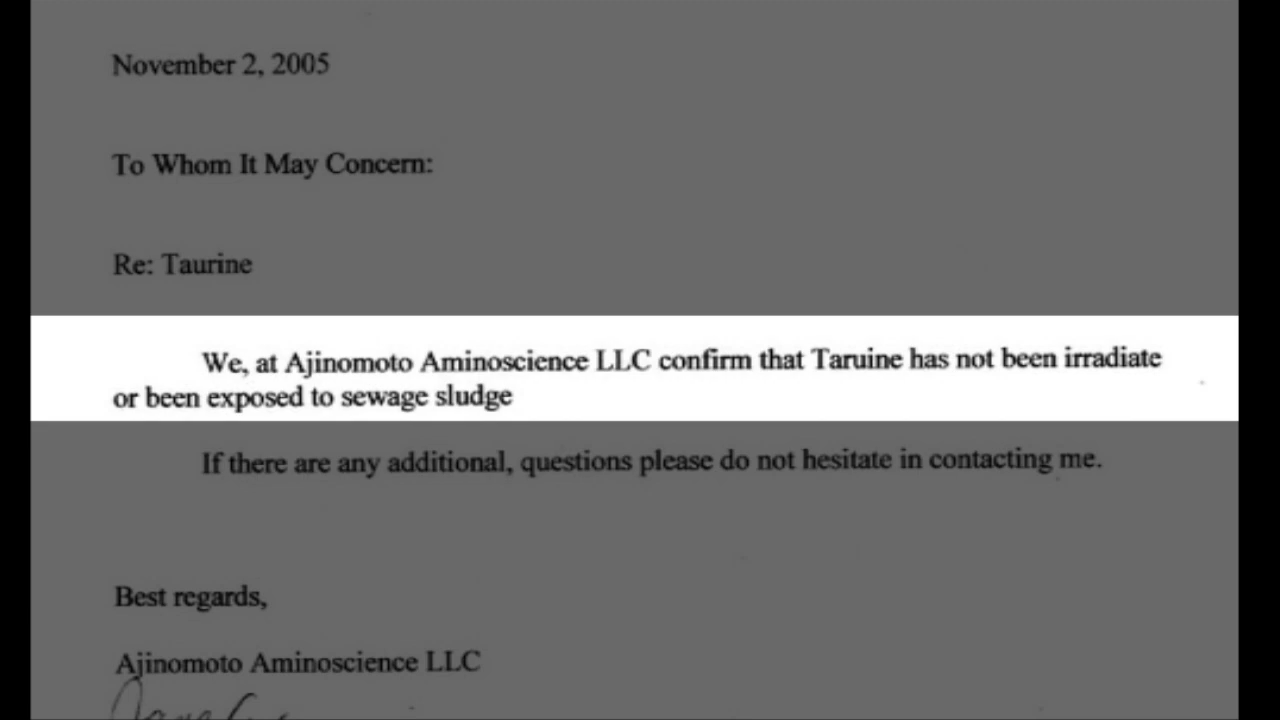 November 2, 2005
To Whom It May Concern:
Re: Taurine
We, at Ajinomoto Aminoscience LLC confirm that Taruine has not been irradiate
or been exposed to sewage sludge
If there are any additional, questions please do not hesitate in contacting me.
Best regards,
Ajinomoto Aminoscience LLC